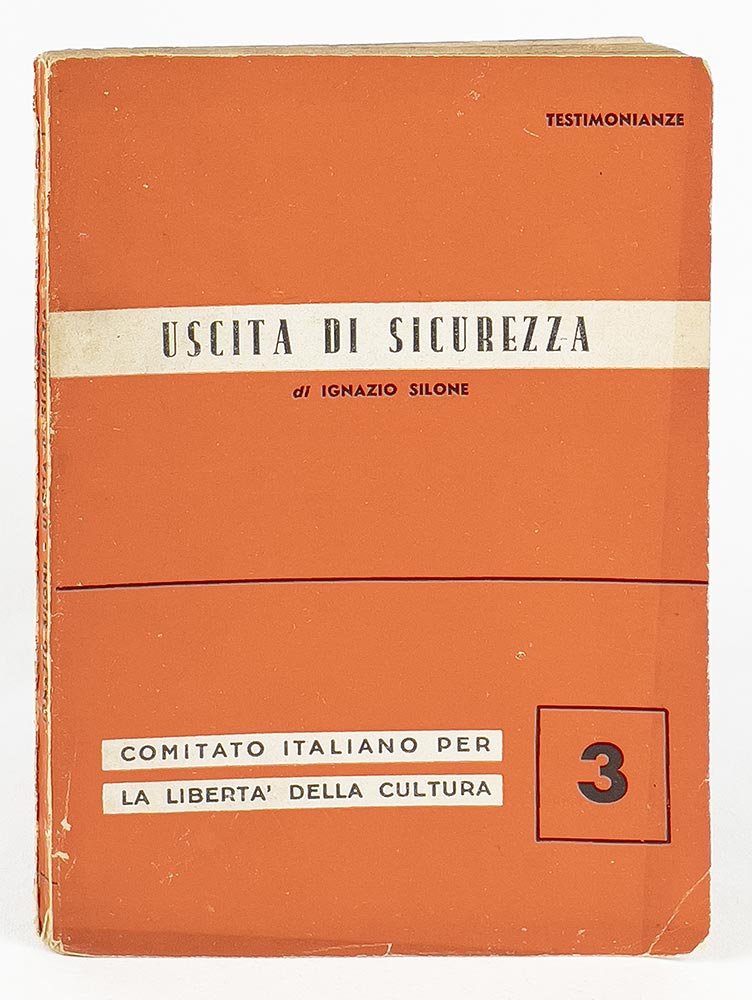 TESTIMONIANZE
USCITA DI SICUREZZA
di IGNAZIO SILONE
COMITATO ITALIANO PER
LA LIBERTA' DELLA CULTURA
3